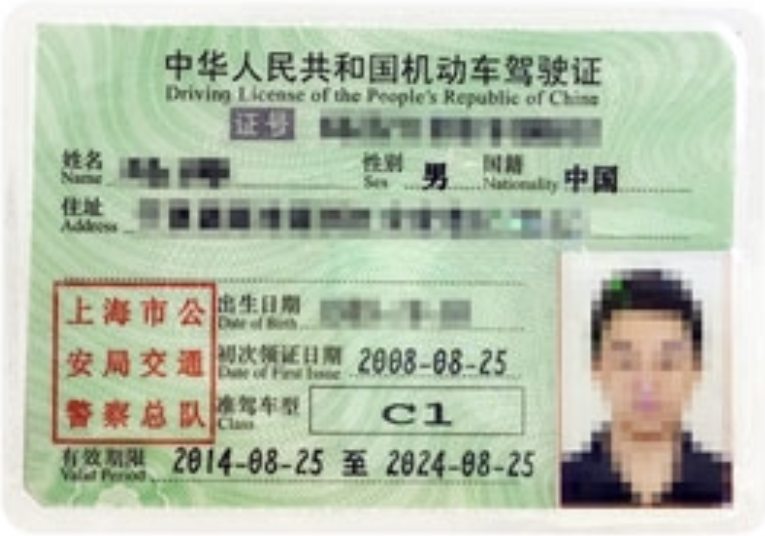 中华人民共和国机动车驾驶证
Driving License of the People's Republic of China
证号
姓名 性别 男 国籍 中国
Name Sex Nationality
住址
Address
出生日期
Date of Birth
初次领证日期 2008-08-25
Date of First Issue
准驾车型 C1
Class
上海市公
安局交通
警察总队
有效期限 2014-08-25 至 2024-08-25
Valid Period